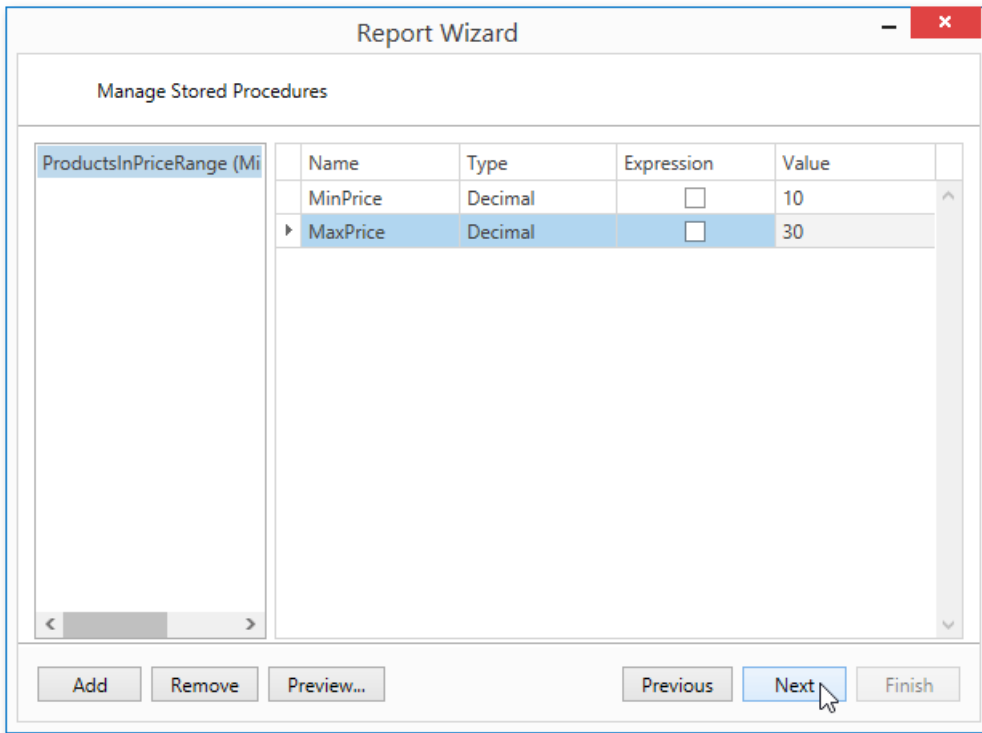 Report Wizard
Manage Stored Procedures
ProductsInPriceRange (Mi
Name Type Expression Value
MinPrice Decimal 10
MaxPrice Decimal 30
Add Remove Preview... Previous Next Finish